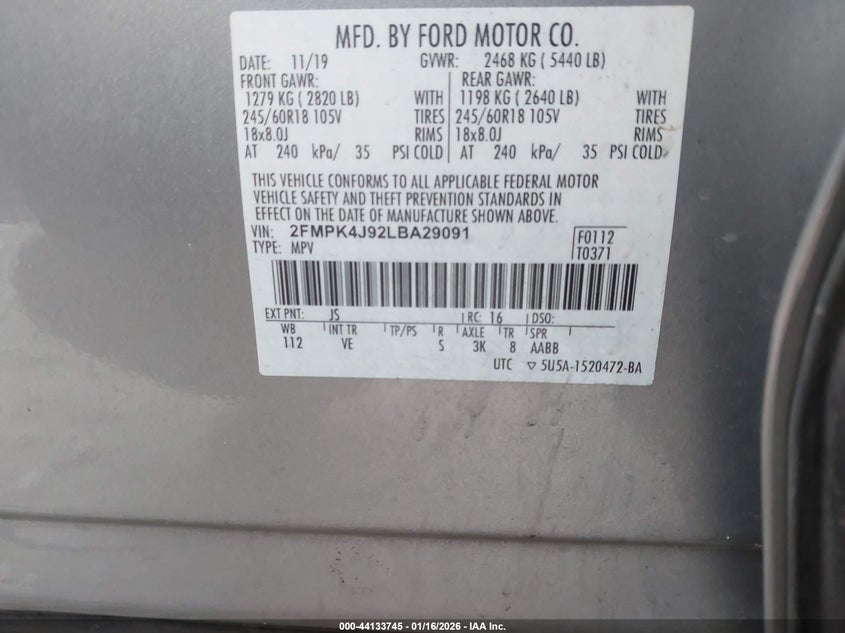 MFD. BY FORD MOTOR CO.
DATE: 11/19 GVWR: 2468 KG ( 5440 LB)
FRONT GAWR: REAR GAWR:
1279 KG ( 2820 LB) WITH 1198 KG ( 2640 LB) WITH
245/60R18 105V TIRES 245/60R18 105V TIRES
18x8.0J RIMS 18x8.0J RIMS
AT 240 kPa/ 35 PSI COLD AT 240 kPa/ 35 PSI COLD
THIS VEHICLE CONFORMS TO ALL APPLICABLE FEDERAL MOTOR
VEHICLE SAFETY AND THEFT PREVENTION STANDARDS IN
EFFECT ON THE DATE OF MANUFACTURE SHOWN ABOVE.
VIN: 2FMPK4J92LBA29091 F0112
TYPE: MPV T0371
EXT PNT: JS RC: 16 DSO:
WB INT TR TP/PS R AXLE TR SPR
112 VE 5 3K 8 AABB
UTC ▽ 5U5A-1520472-BA
000-44133745 - 01/16/2026 - IAA Inc.